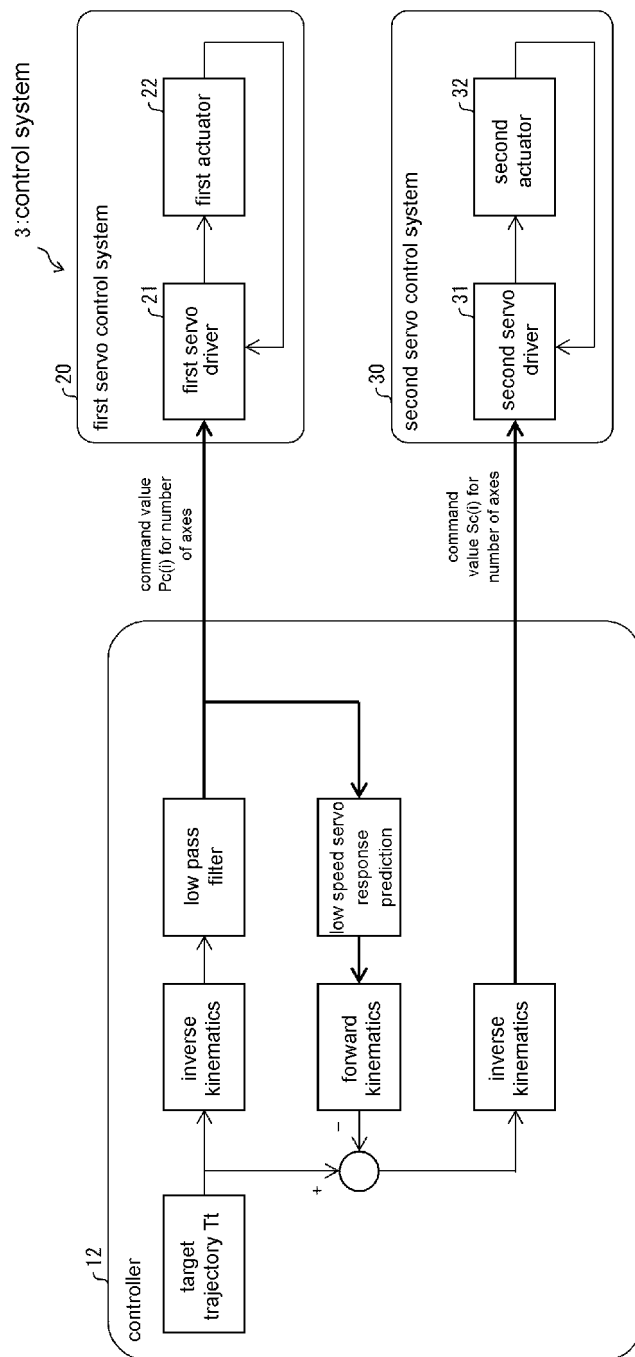 3:control system
12
controller
target
trajectory Tt
inverse
kinematics
low pass
filter
+
−
forward
kinematics
low speed servo
response
prediction
inverse
kinematics
command value
Pc(i) for number
of axes
command
value Sc(i) for
number of axes
20
first servo control system
21
first servo
driver
22
first actuator
30
second servo control system
31
second servo
driver
32
second
actuator